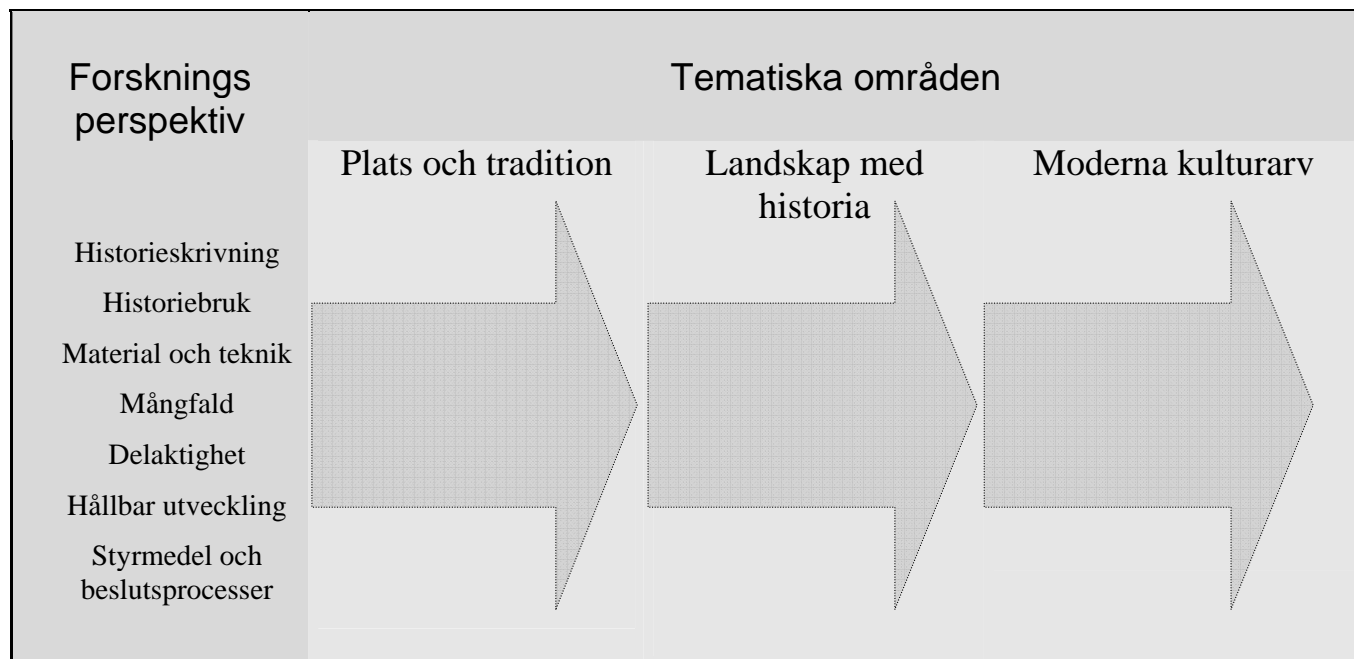 Forsknings
perspektiv
Tematiska områden
Plats och tradition
Landskap med
historia
Moderna kulturarv
Historieskrivning
Historiebruk
Material och teknik
Mångfald
Delaktighet
Hållbar utveckling
Styrmedel och
beslutsprocesser